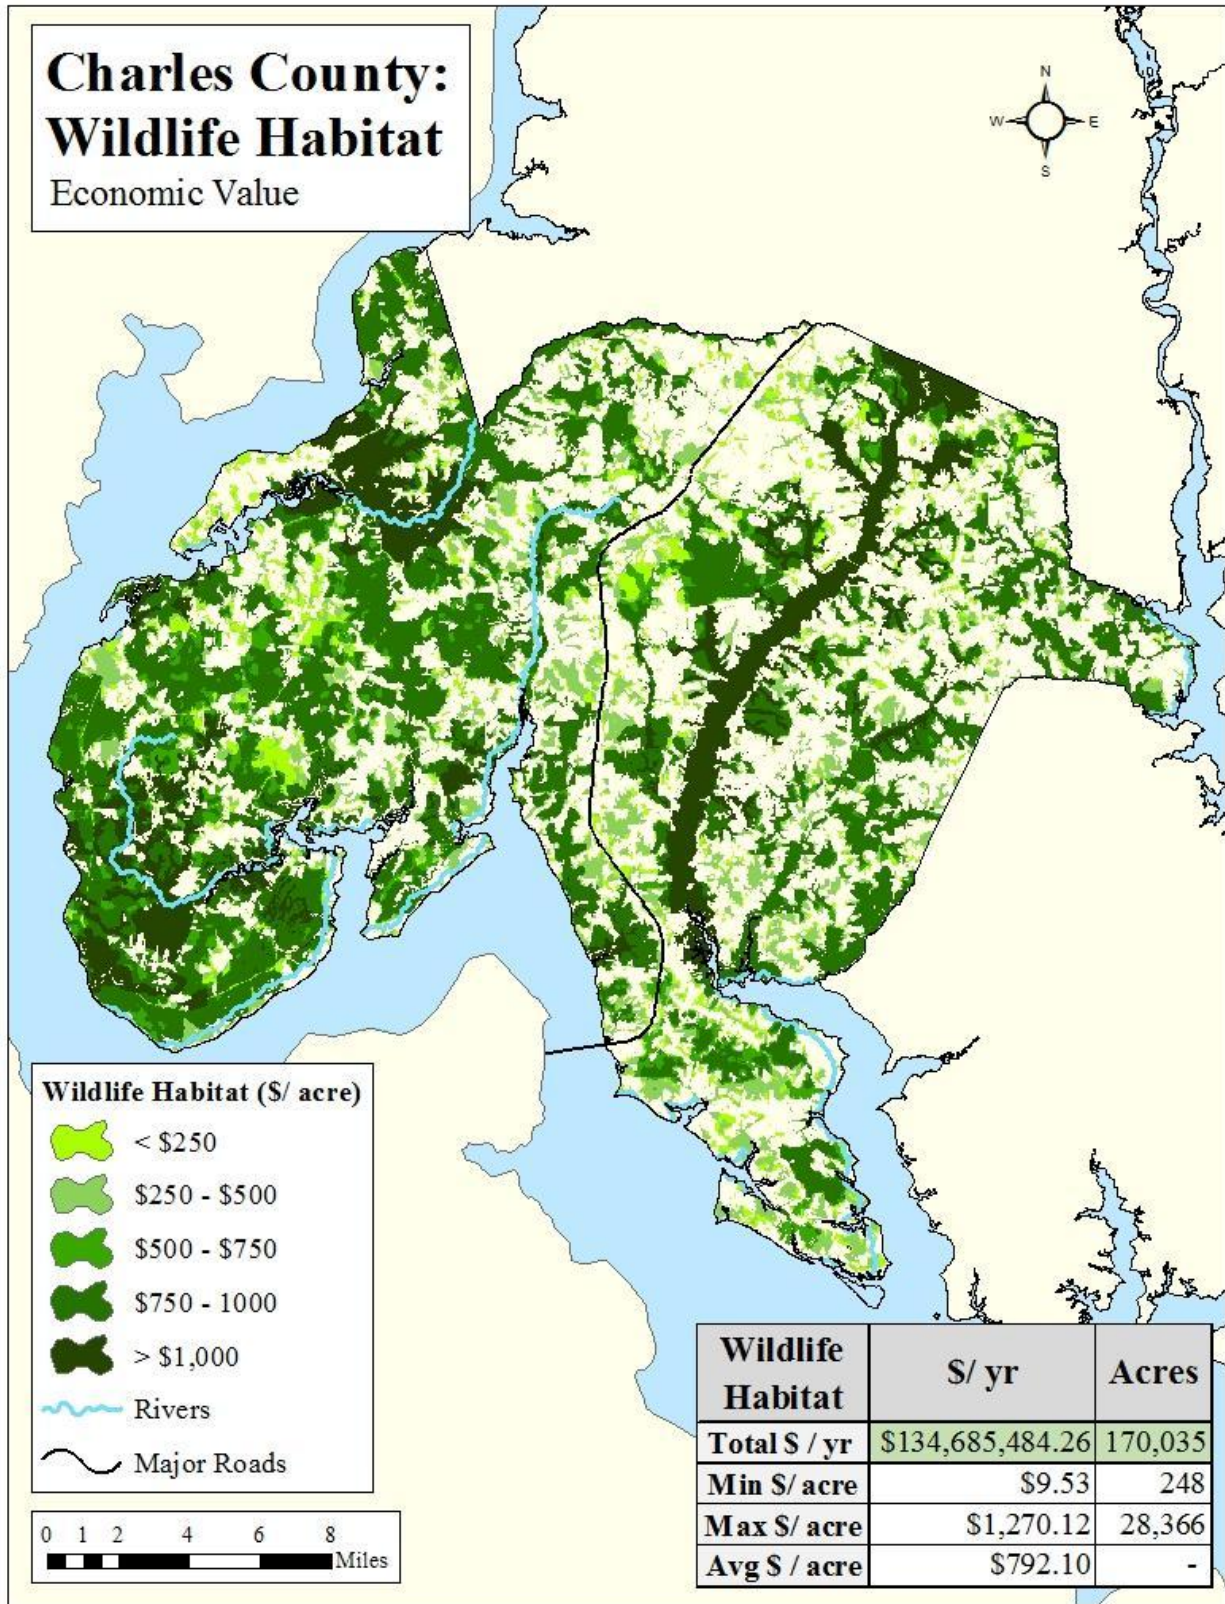 Charles County:
Wildlife Habitat
Economic Value
N
W E
S
Wildlife Habitat ($/ acre)
< $250
$250 - $500
$500 - $750
$750 - 1000
> $1,000
Rivers
Major Roads
0 1 2 4 6 8
Miles
Wildlife
Habitat $/ yr Acres
Total $ / yr $134,685,484.26 170,035
Min $/ acre $9.53 248
Max $/ acre $1,270.12 28,366
Avg $ / acre $792.10 -